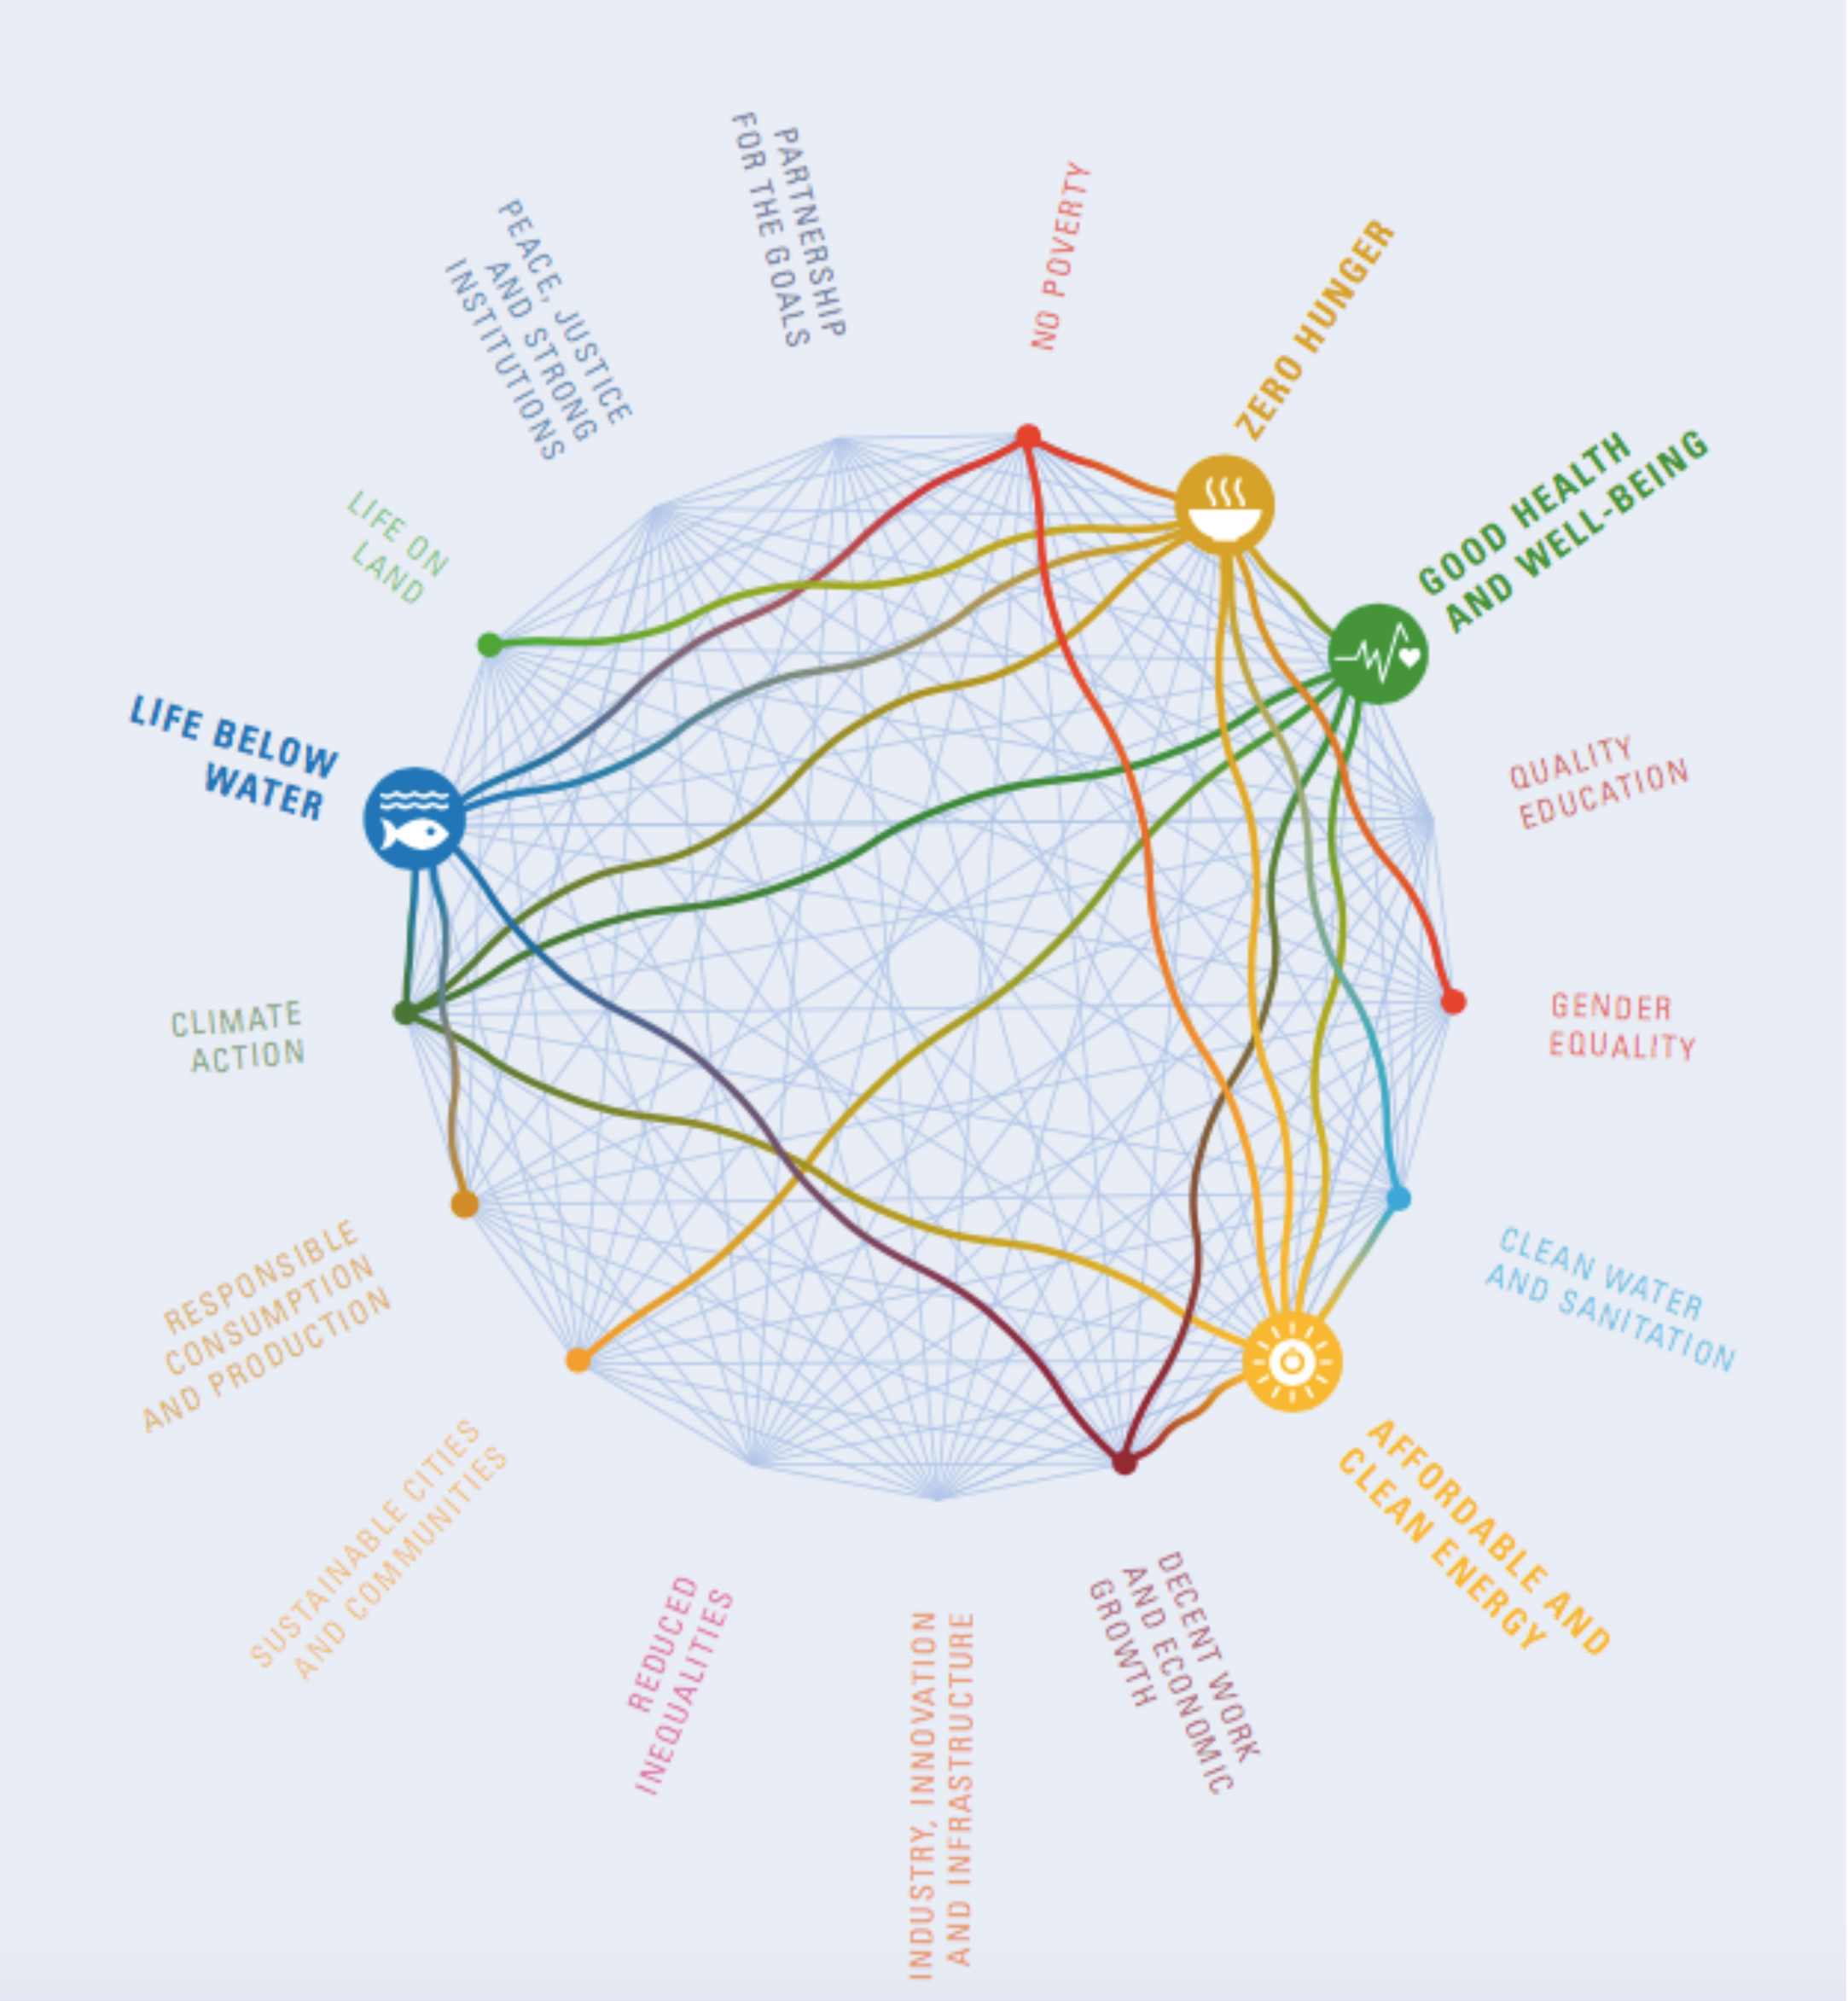 PARTNERSHIP
FOR THE GOALS
NO POVERTY
ZERO HUNGER
GOOD HEALTH
AND WELL-BEING
QUALITY
EDUCATION
GENDER
EQUALITY
CLEAN WATER
AND SANITATION
AFFORDABLE AND
CLEAN ENERGY
DECENT WORK
AND ECONOMIC
GROWTH
INDUSTRY, INNOVATION
AND INFRASTRUCTURE
REDUCED
INEQUALITIES
SUSTAINABLE CITIES
AND COMMUNITIES
RESPONSIBLE
CONSUMPTION
AND PRODUCTION
CLIMATE
ACTION
LIFE BELOW
WATER
LIFE ON
LAND
PEACE, JUSTICE
AND STRONG
INSTITUTIONS